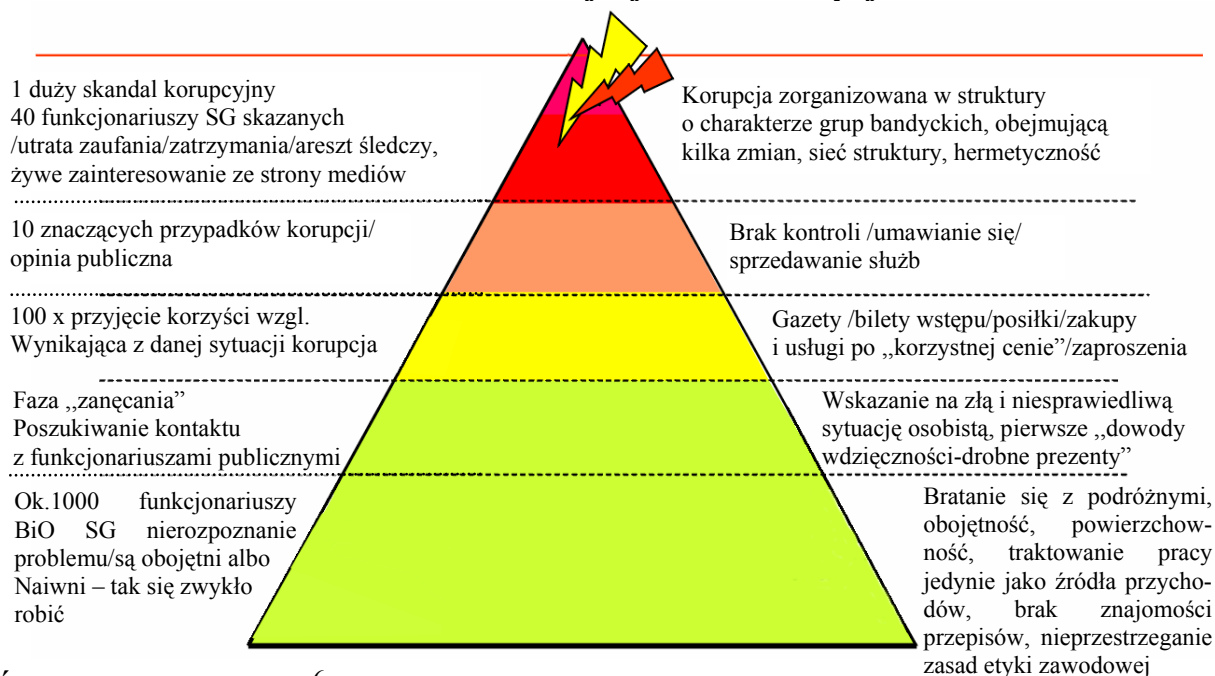 1 duży skandal korupcyjny
40 funkcjonariuszy SG skazanych
/utrata zaufania/zatrzymania/areszt śledczy,
żywe zainteresowanie ze strony mediów
Korupcja zorganizowana w struktury
o charakterze grup bandyckich, obejmującą
kilka zmian, sieć struktury, hermetyczność
10 znaczących przypadków korupcji/
opinia publiczna
Brak kontroli /umawianie się/
sprzedawanie służb
100 x przyjęcie korzyści wzgl.
Wynikająca z danej sytuacji korupcja
Gazety /bilety wstępu/posiłki/zakupy
i usługi po ,,korzystnej cenie”/zaproszenia
Faza ,,zanęcania”
Poszukiwanie kontaktu
z funkcjonariuszami publicznymi
Wskazanie na złą i niesprawiedliwą
sytuację osobistą, pierwsze ,,dowody
wdzięczności-drobne prezenty”
Ok.1000 funkcjonariuszy
BiO SG nierozpoznanie
problemu/są obojętni albo
Naiwni – tak się zwykło
robić
Bratanie się z podróżnymi,
obojętność, powierzchow-
ność, traktowanie pracy
jedynie jako źródła przycho-
dów, brak znajomości
przepisów, nieprzestrzeganie
zasad etyki zawodowej